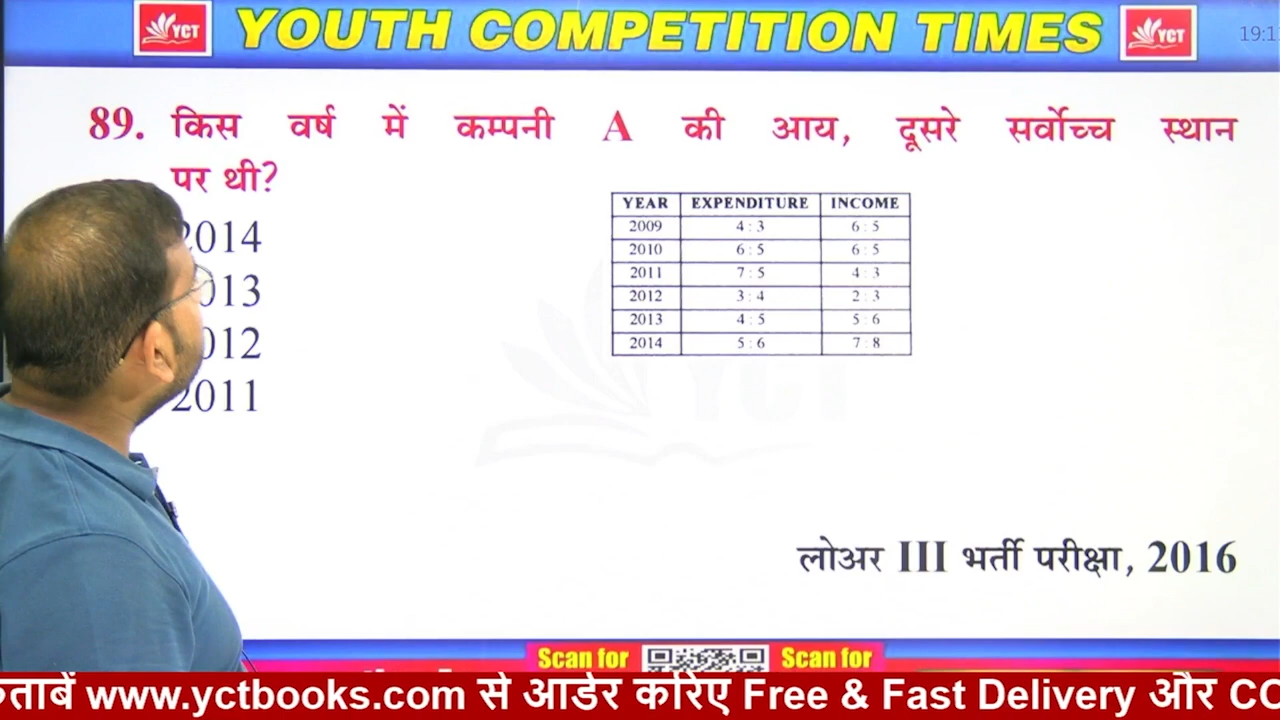 YCT
YOUTH COMPETITION TIMES
YCT
89. किस वर्ष में कम्पनी A की आय, दूसरे सर्वोच्च स्थान
पर थी?
YEAR EXPENDITURE INCOME
2009 4 : 3 6 : 5
2010 6 : 5 6 : 5
2011 7 : 5 4 : 3
2012 3 : 4 2 : 3
2013 4 : 5 5 : 6
2014 5 : 6 7 : 8
2014
013
012
2011
YCT
लोअर III भर्ती परीक्षा, 2016
Scan for
Scan for
www.yctbooks.com से आर्डर करिए Free & Fast Delivery और